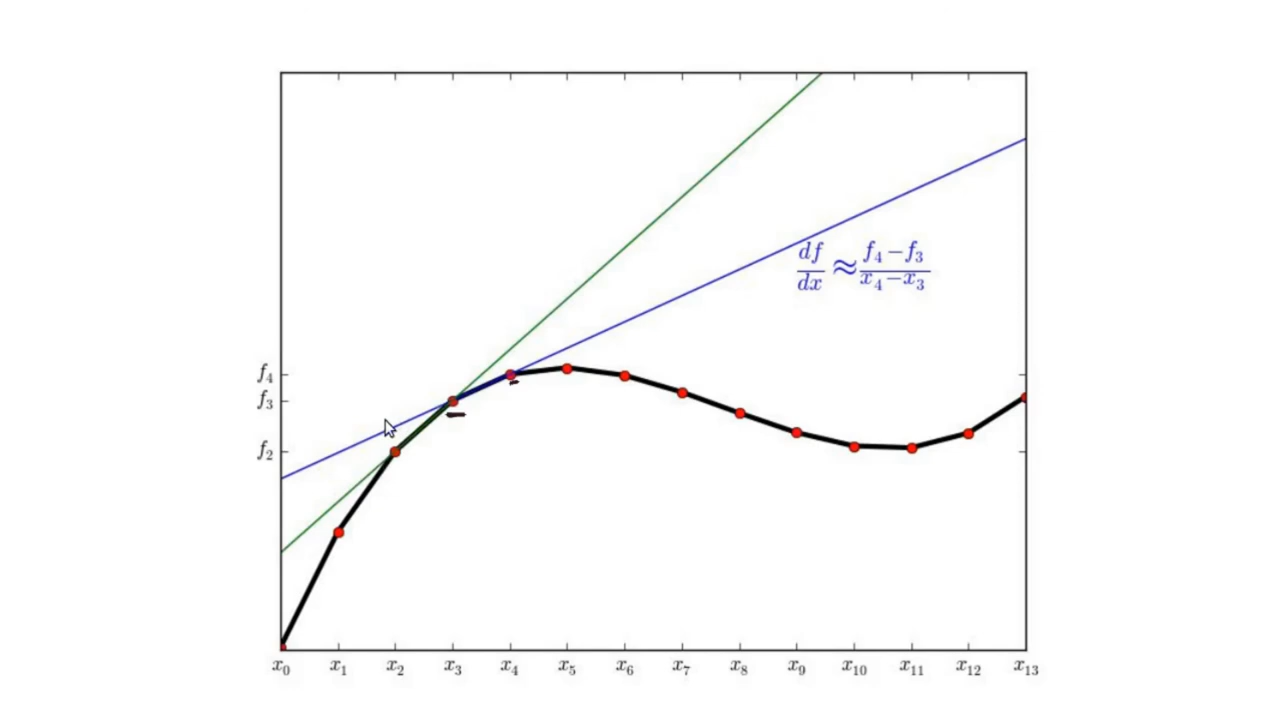 df/dx ≈ f₄−f₃/x₄−x₃
f₄
f₃
f₂
x₀ x₁ x₂ x₃ x₄ x₅ x₆ x₇ x₈ x₉ x₁₀ x₁₁ x₁₂ x₁₃